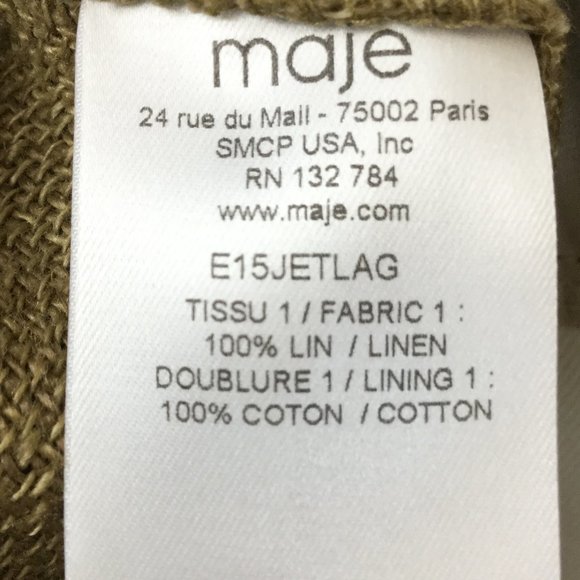 maje
24 rue du Mail - 75002 Paris
SMCP USA, Inc
RN 132 784
www.maje.com
E15JETLAG
TISSU 1 / FABRIC 1 :
100% LIN / LINEN
DOUBLURE 1 / LINING 1 :
100% COTON / COTTON